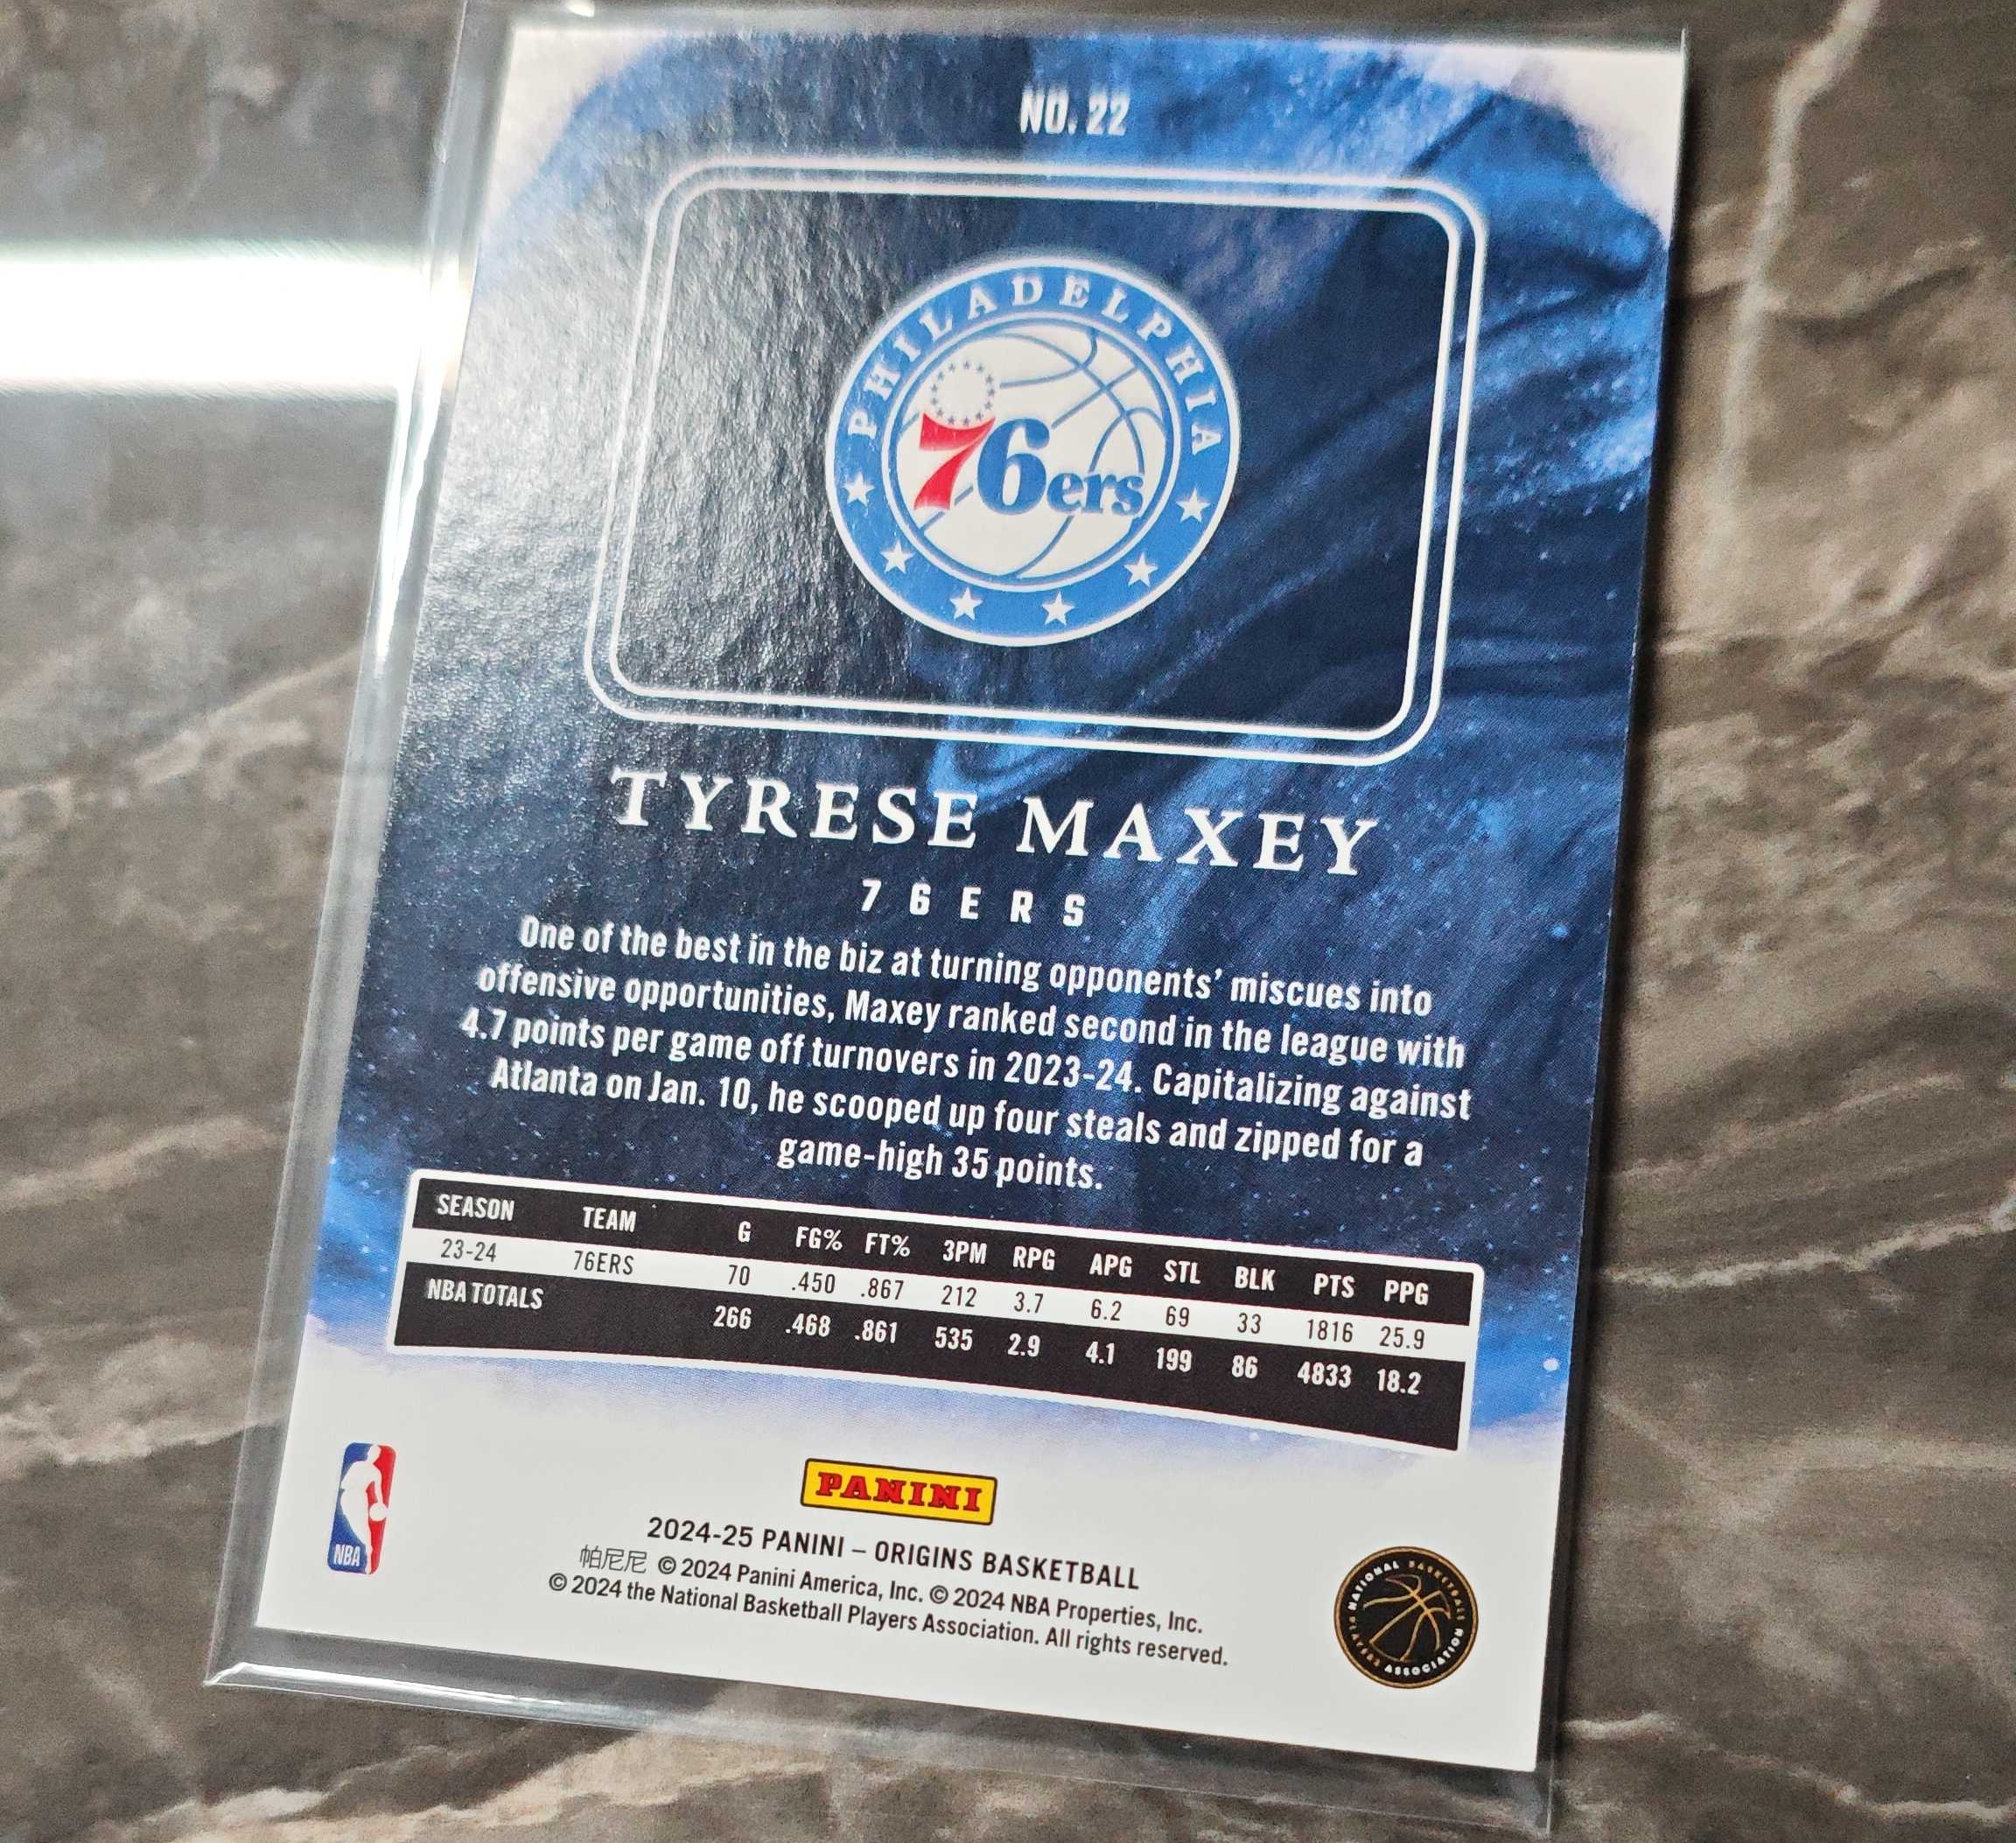 NO. 22
PHILADELPHIA
76ers
TYRESE MAXEY
76ERS
One of the best in the biz at turning opponents' miscues into
offensive opportunities, Maxey ranked second in the league with
4.7 points per game off turnovers in 2023-24. Capitalizing against
Atlanta on Jan. 10, he scooped up four steals and zipped for a
game-high 35 points.
SEASON TEAM G FG% FT% 3PM RPG APG STL BLK PTS PPG
23-24 76ERS 70 .450 .867 212 3.7 6.2 69 33 1816 25.9
NBA TOTALS 266 .468 .861 535 2.9 4.1 199 86 4833 18.2
NBA
PANINI
2024-25 PANINI – ORIGINS BASKETBALL
帕尼尼 © 2024 Panini America, Inc. © 2024 NBA Properties, Inc.
© 2024 the National Basketball Players Association. All rights reserved.
NATIONAL BASKETBALL
PLAYERS ASSOCIATION